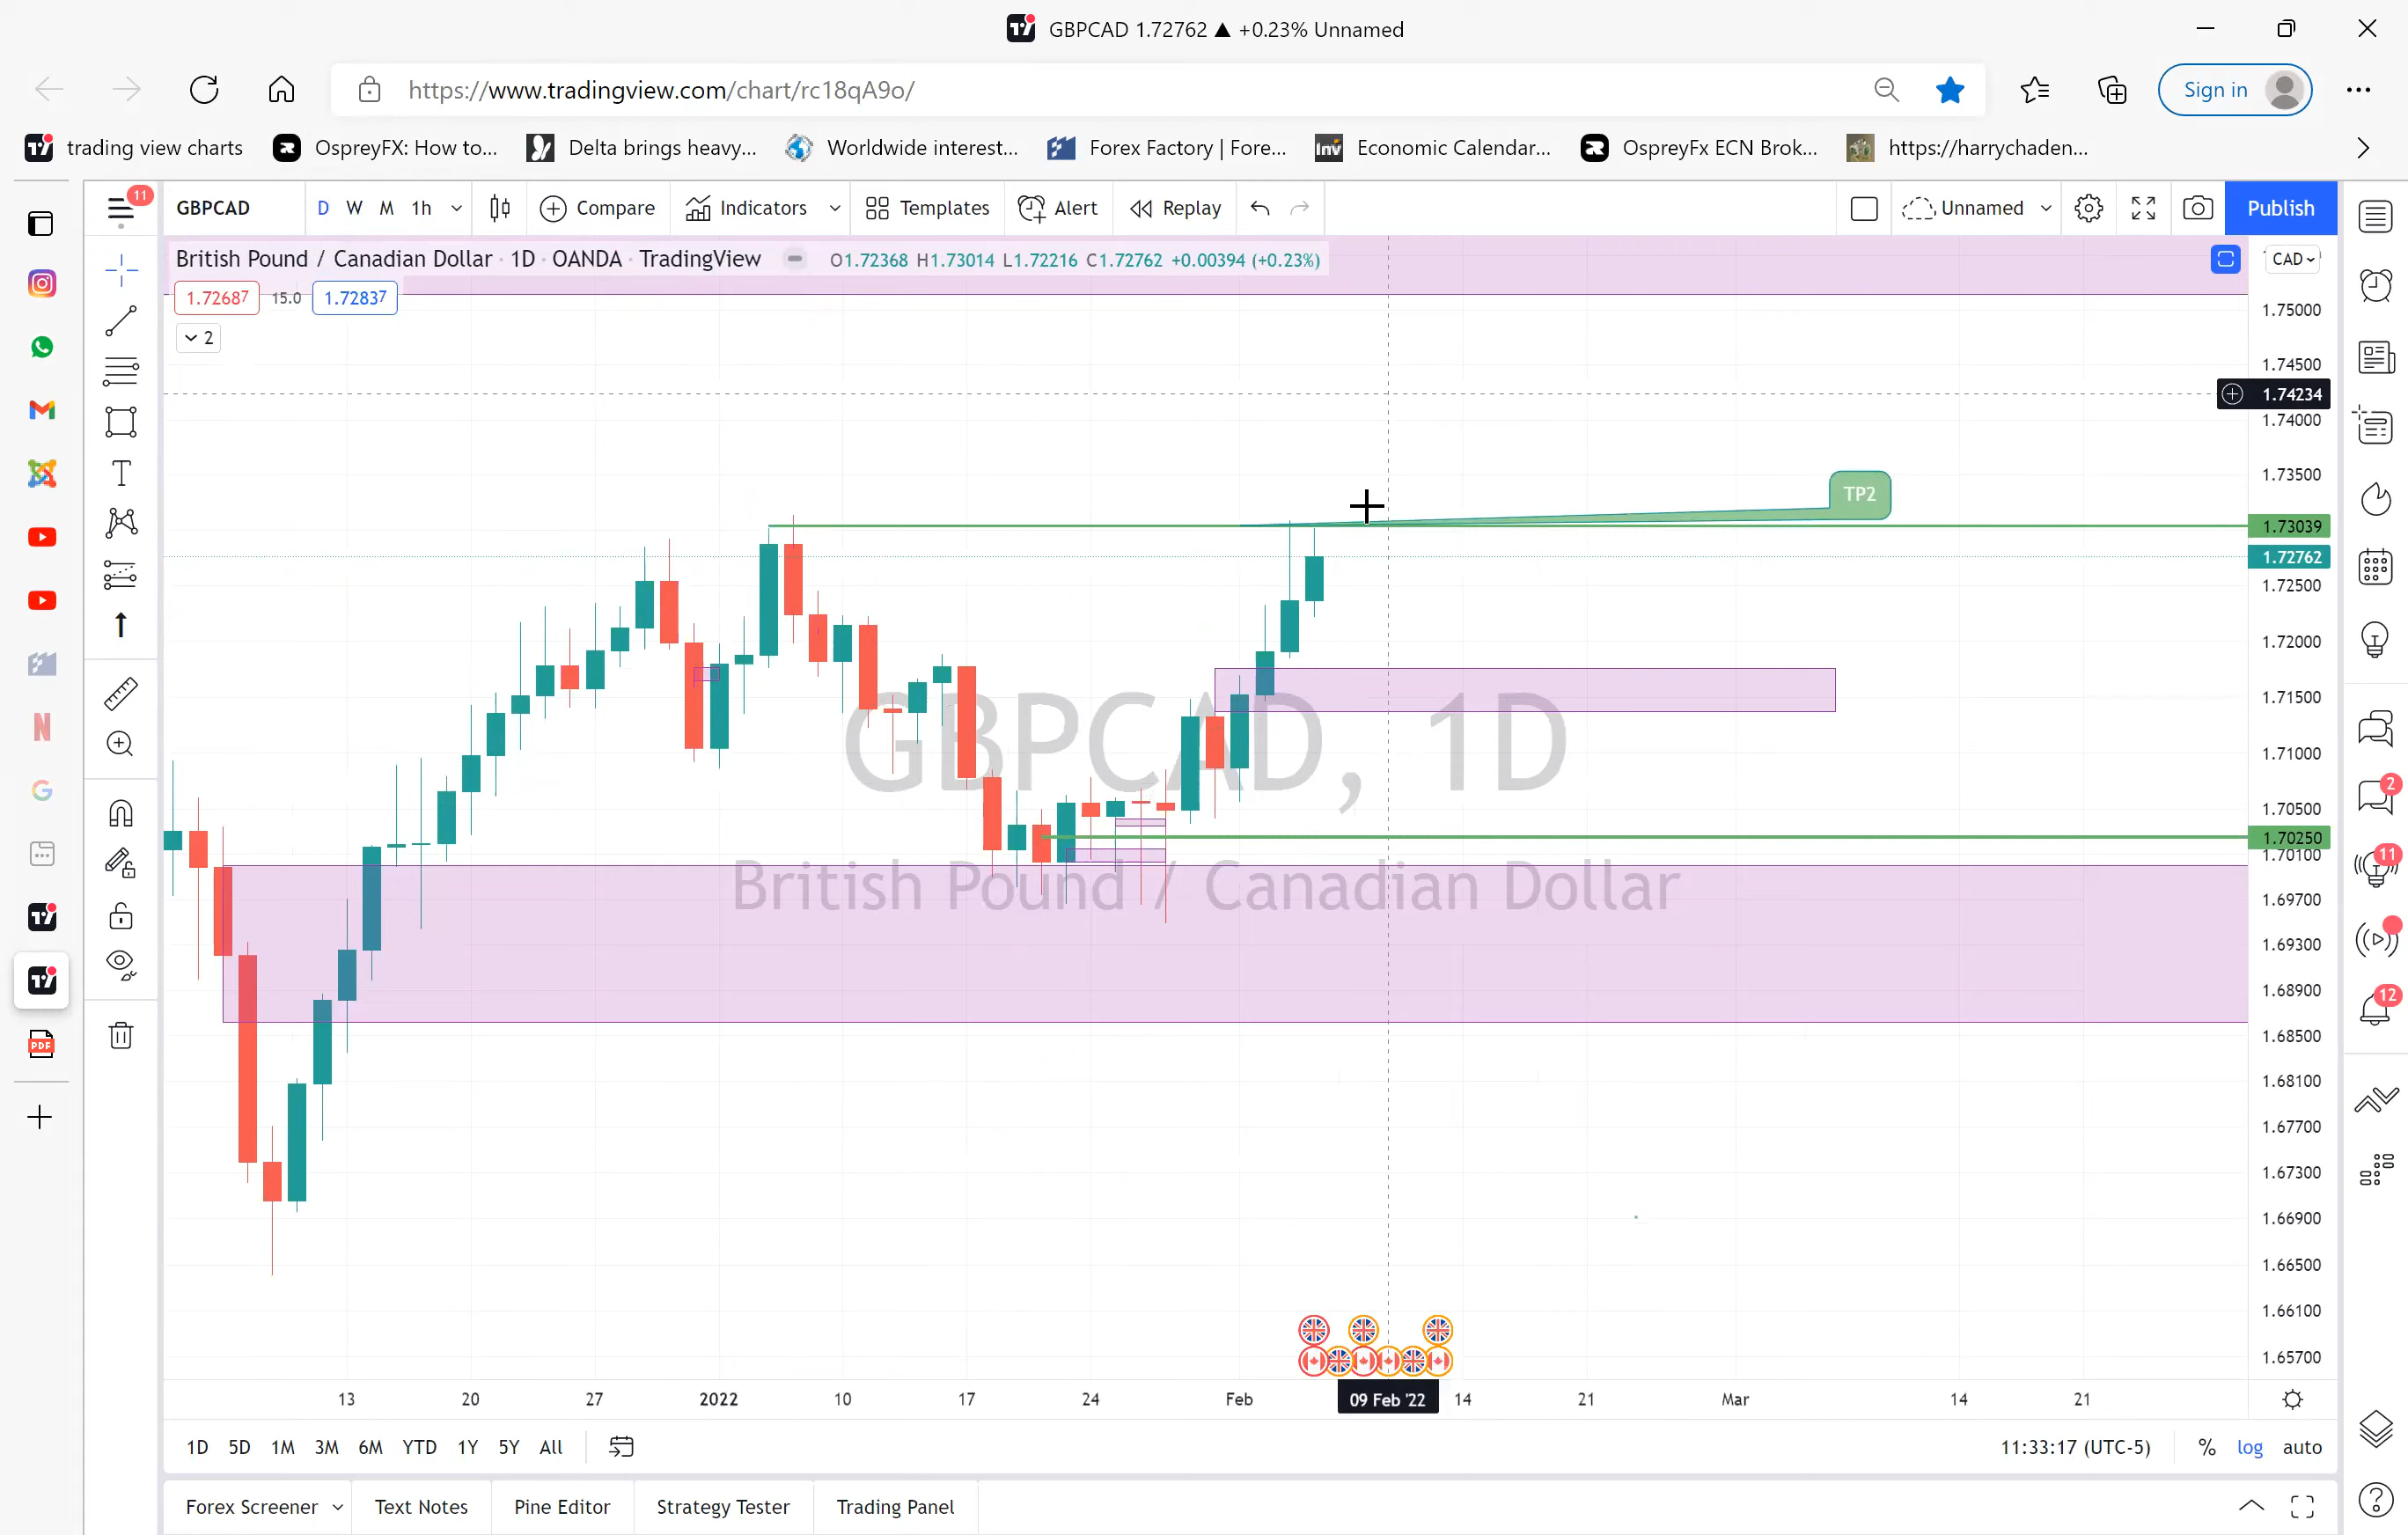 GBPCAD 1.72762 ▲ +0.23% Unnamed
https://www.tradingview.com/chart/rc18qA9o/
Sign in
trading view charts
OspreyFX: How to...
Delta brings heavy...
Worldwide interest...
Forex Factory | Fore...
Inv
Economic Calendar...
OspreyFx ECN Brok...
https://harrychaden...
11
GBPCAD
D W M 1h
Compare
Indicators
Templates
Alert
Replay
Unnamed
Publish
British Pound / Canadian Dollar · 1D · OANDA · TradingView
O1.72368 H1.73014 L1.72216 C1.72762 +0.00394 (+0.23%)
CAD
1.72687 15.0 1.72837
2
1.75000
1.74500
1.74234
1.74000
1.73500
TP2
1.73039
1.72762
1.72500
1.72000
1.71500
GBPCAD, 1D
1.71000
1.70500
1.70250
1.70100
British Pound / Canadian Dollar
1.69700
1.69300
1.68900
1.68500
1.68100
1.67700
1.67300
1.66900
1.66500
1.66100
1.65700
2
11
12
PDF
13 20 27 2022 10 17 24 Feb 09 Feb '22 14 21 Mar 14 21
1D 5D 1M 3M 6M YTD 1Y 5Y All
11:33:17 (UTC-5) % log auto
Forex Screener
Text Notes
Pine Editor
Strategy Tester
Trading Panel